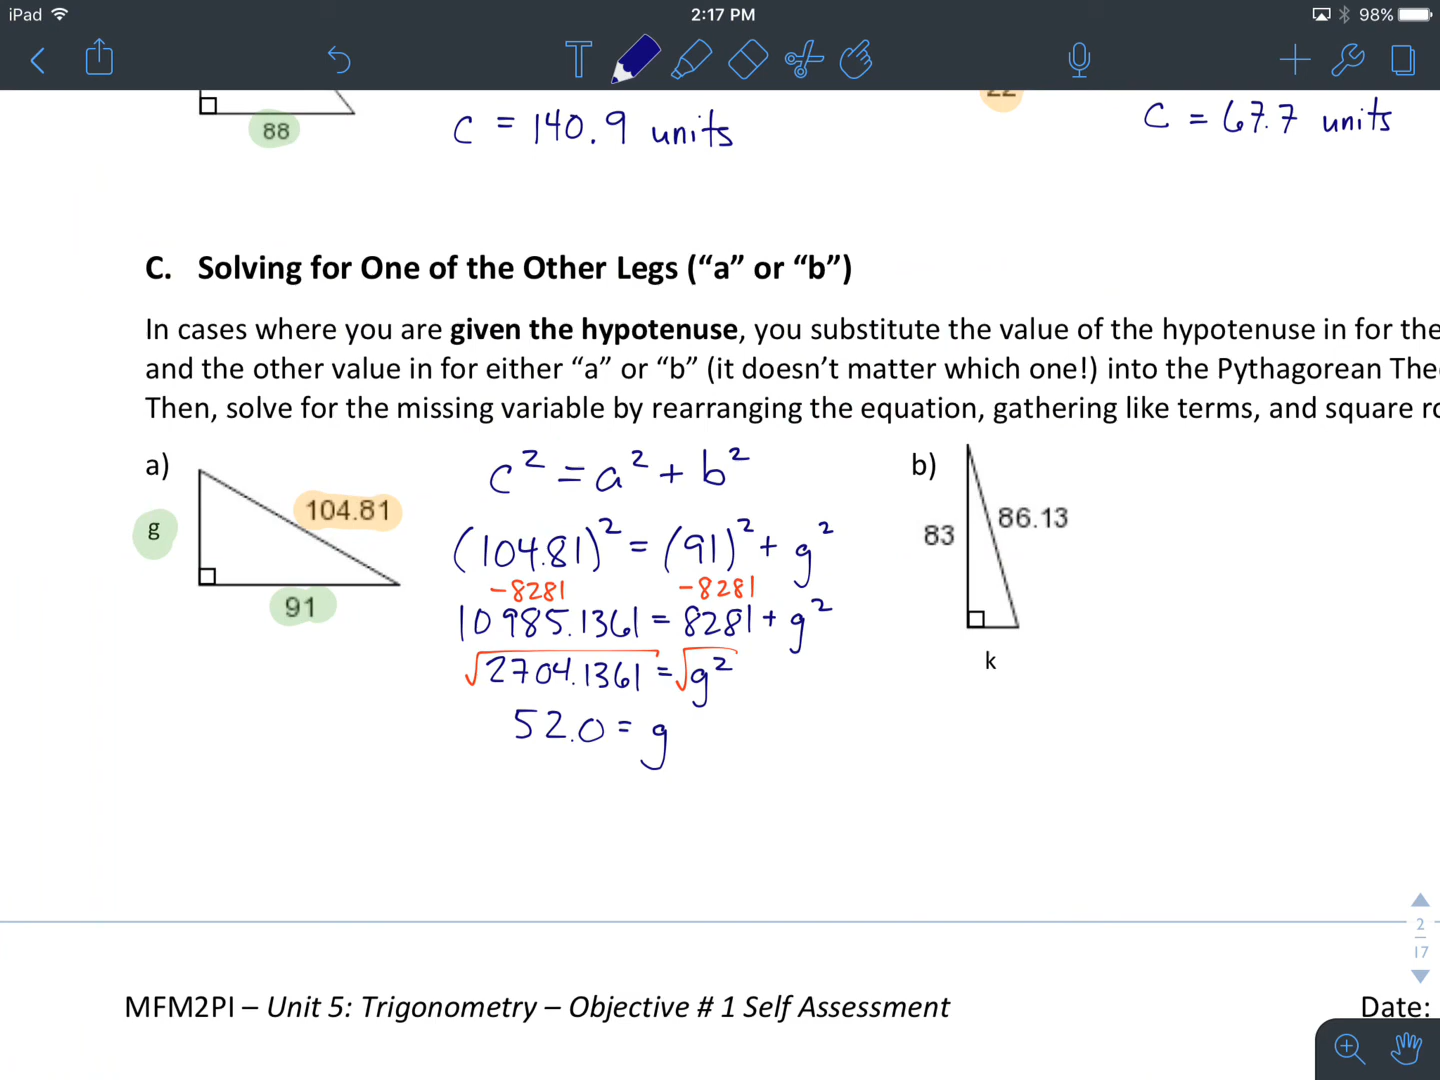 iPad 2:17 PM 98%
T
88
C = 140.9 units
C = 67.7 units
C. Solving for One of the Other Legs (“a” or “b”)
In cases where you are given the hypotenuse, you substitute the value of the hypotenuse in for the
and the other value in for either “a” or “b” (it doesn’t matter which one!) into the Pythagorean The
Then, solve for the missing variable by rearranging the equation, gathering like terms, and square ro
a)
g
104.81
91
c² = a² + b²
(104.81)² = (91)² + g²
-8281 -8281
10 985.1361 = 8281 + g²
√2704.1361 = √g²
52.0 = g
b)
83
86.13
k
2
17
MFM2PI – Unit 5: Trigonometry – Objective # 1 Self Assessment
Date: